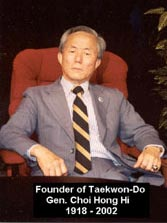 Founder of Taekwon-Do
Gen. Choi Hong Hi
1918 - 2002